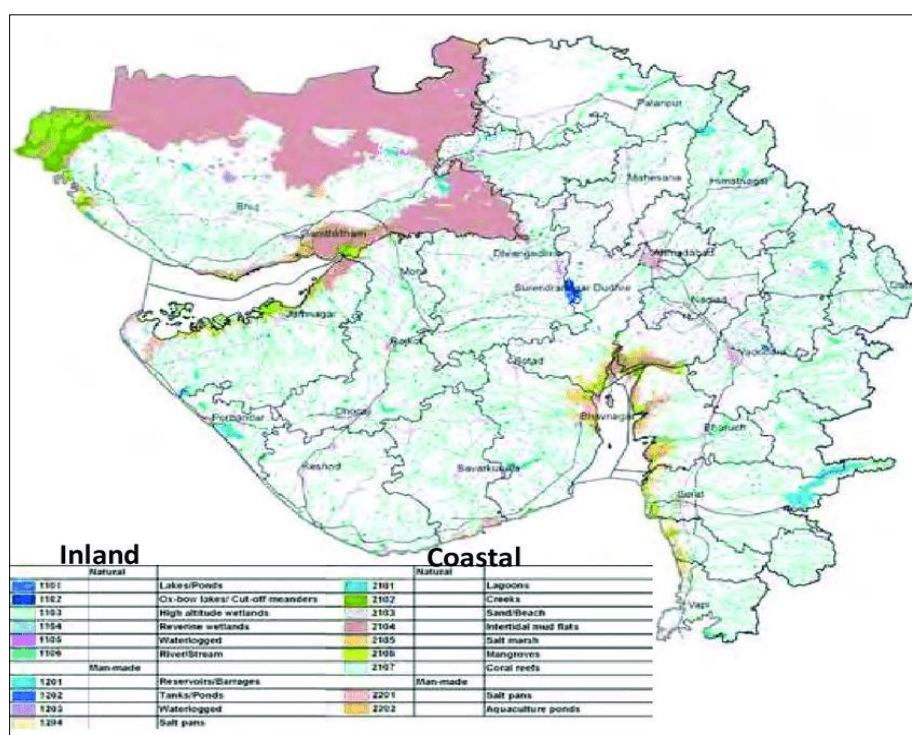 Palanpur
Mahesana
Himatnagar
Bhuj
Gandhidham
Dhrangadhra
Ahmadabad
Morvi
Surendranagar Dudhre
Nadiad
Jamnagar
Rajkot
Botad
Vadodara
Porbandar
Dhoraji
Bhavnagar
Bharuch
Keshod
Savarkundla
Surat
Vapi
Inland
Coastal
Natural Natural
1101 Lakes/Ponds 2101 Lagoons
1102 Ox-bow lakes/ Cut-off meanders 2102 Creeks
1103 High altitude wetlands 2103 Sand/Beach
1104 Reverine wetlands 2104 Intertidal mud flats
1105 Waterlogged 2105 Salt marsh
1106 River/Stream 2106 Mangroves
Man-made 2107 Coral reefs
1201 Reservoirs/Barrages Man-made
1202 Tanks/Ponds 2201 Salt pans
1203 Waterlogged 2202 Aquaculture ponds
1204 Salt pans